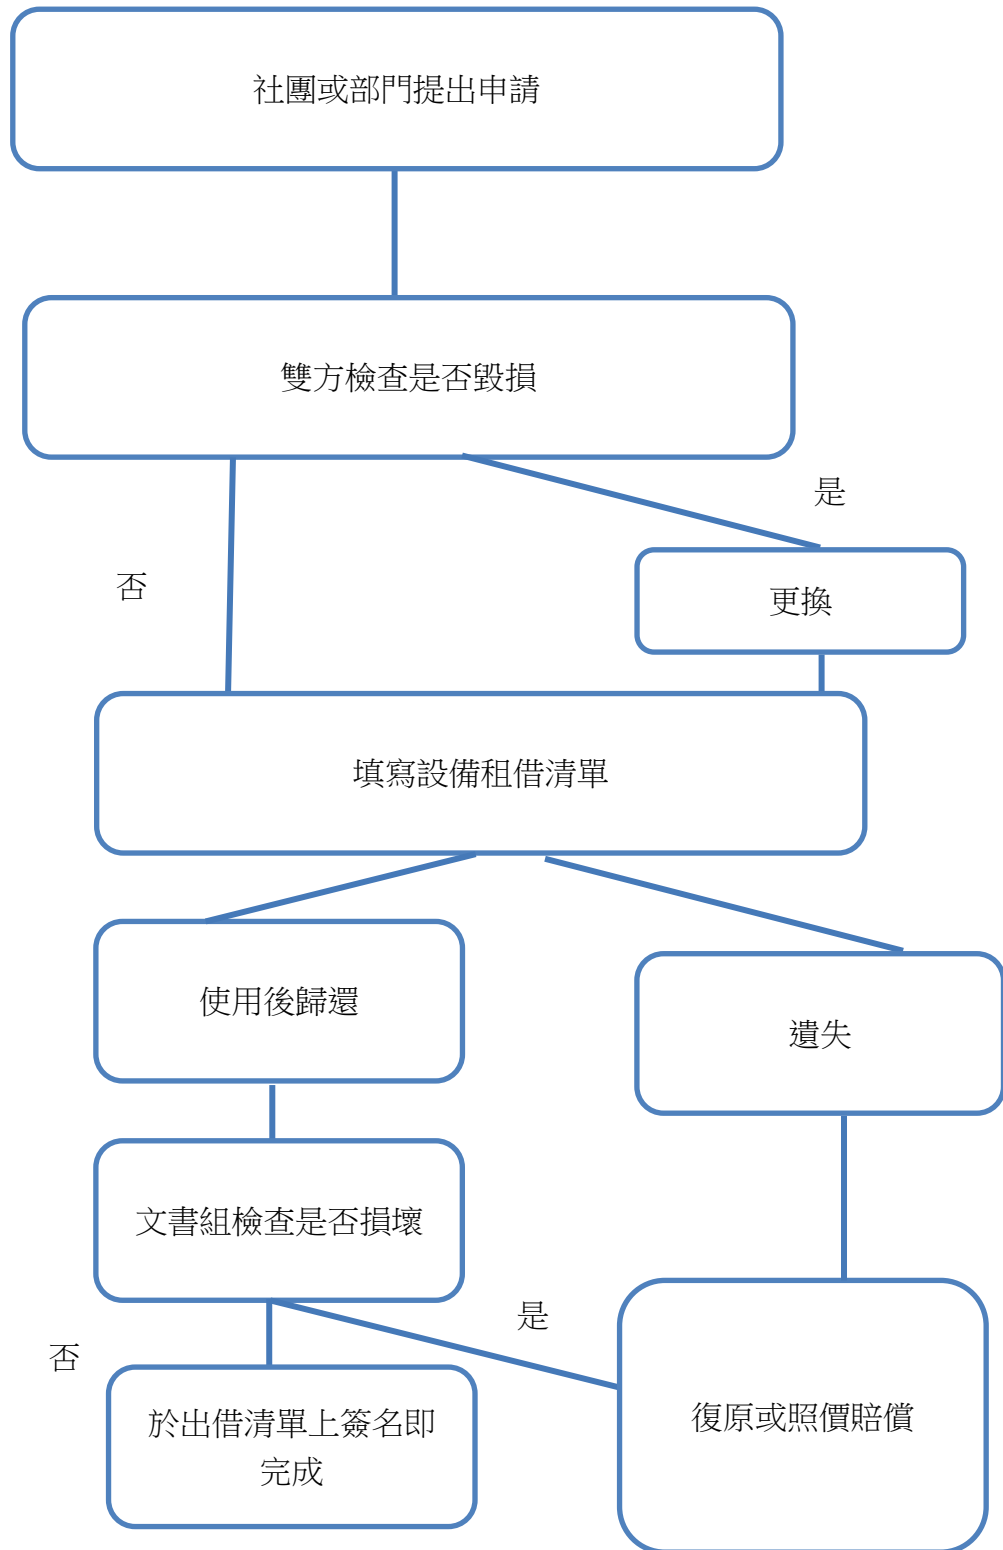 社團或部門提出申請
雙方檢查是否毀損
是
否
更換
填寫設備租借清單
使用後歸還
遺失
文書組檢查是否損壞
是
否
於出借清單上簽名即
完成
復原或照價賠償